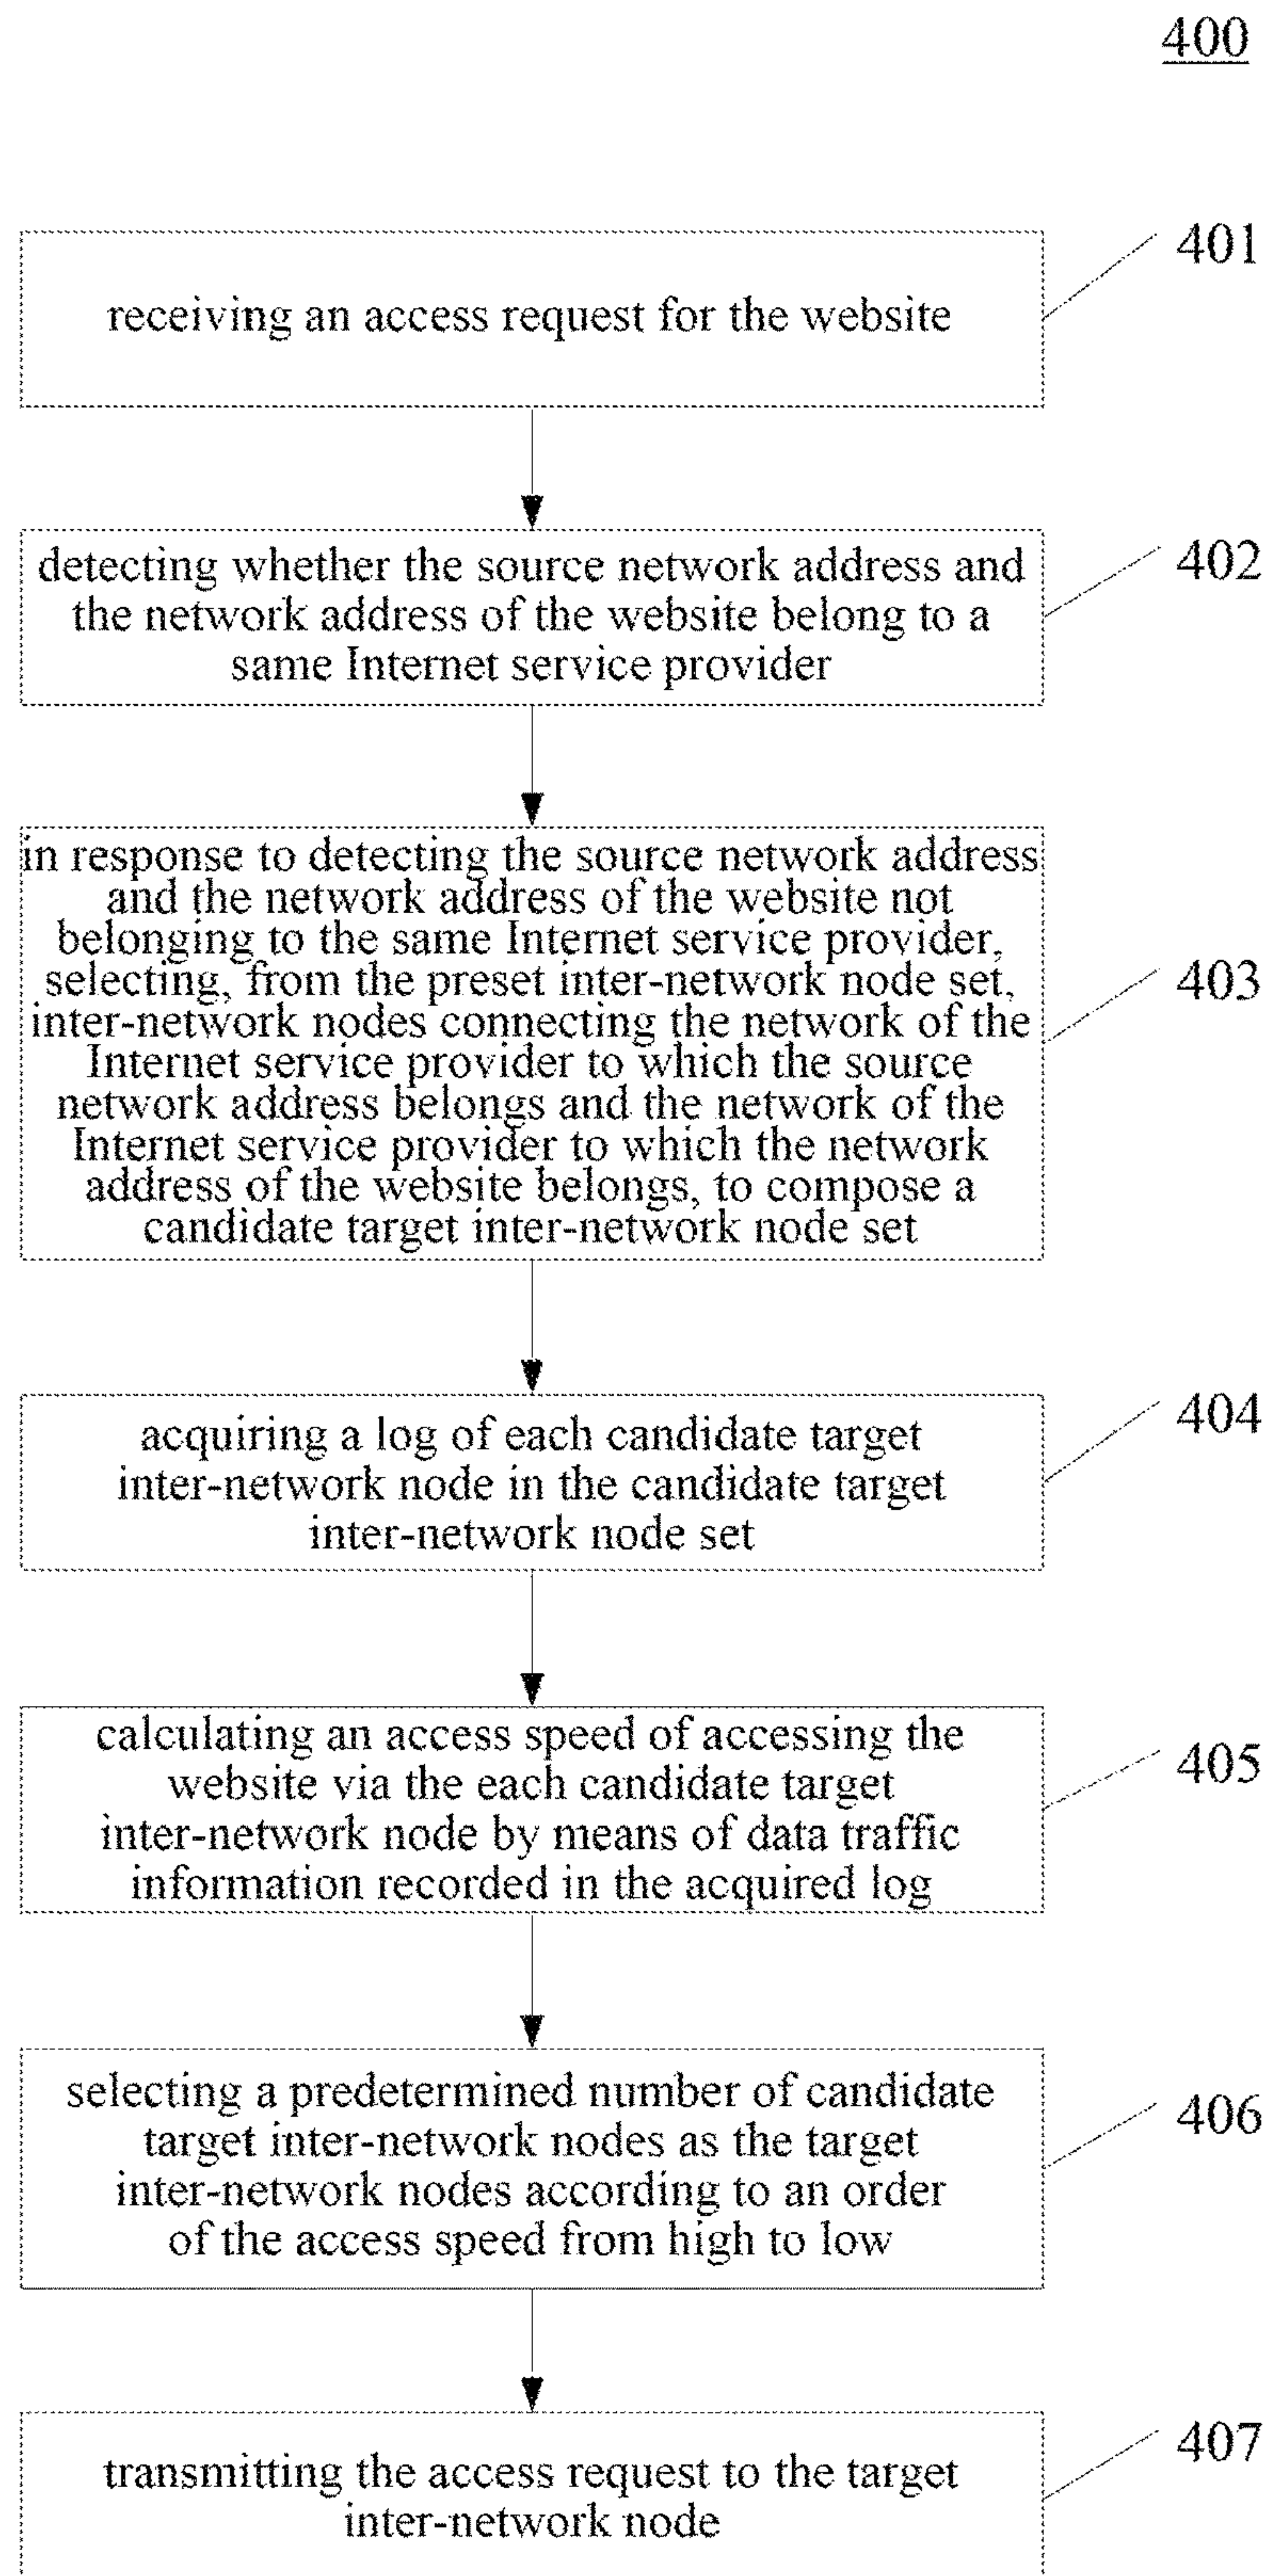 400
401
receiving an access request for the website
402
detecting whether the source network address and
the network address of the website belong to a
same Internet service provider
403
in response to detecting the source network address
and the network address of the website not
belonging to the same Internet service provider,
selecting, from the preset inter-network node set,
inter-network nodes connecting the network of the
Internet service provider to which the source
network address belongs and the network of the
Internet service provider to which the network
address of the website belongs, to compose a
candidate target inter-network node set
404
acquiring a log of each candidate target
inter-network node in the candidate target
inter-network node set
405
calculating an access speed of accessing the
website via the each candidate target
inter-network node by means of data traffic
information recorded in the acquired log
406
selecting a predetermined number of candidate
target inter-network nodes as the target
inter-network nodes according to an order
of the access speed from high to low
407
transmitting the access request to the target
inter-network node